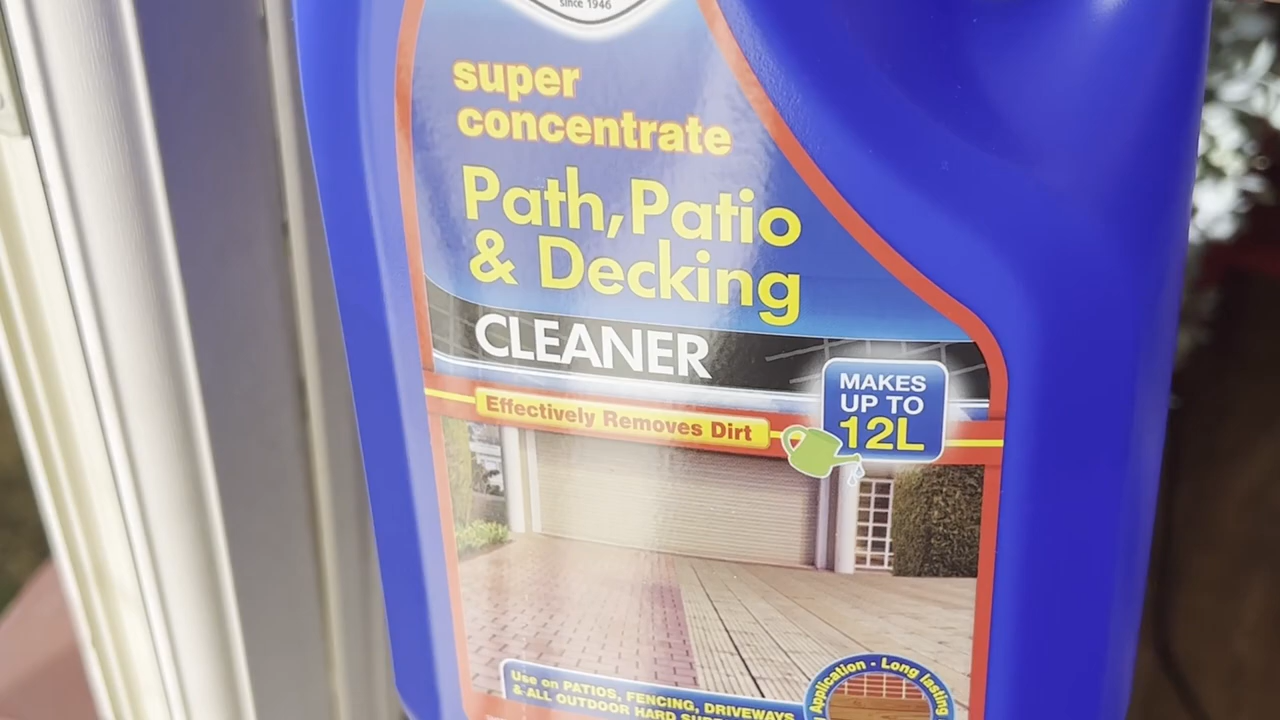 since 1946
super
concentrate
Path, Patio
& Decking
CLEANER
MAKES
UP TO
12L
Effectively Removes Dirt
Use on PATIOS, FENCING, DRIVEWAYS
& ALL OUTDOOR HARD
Application - Long lasting